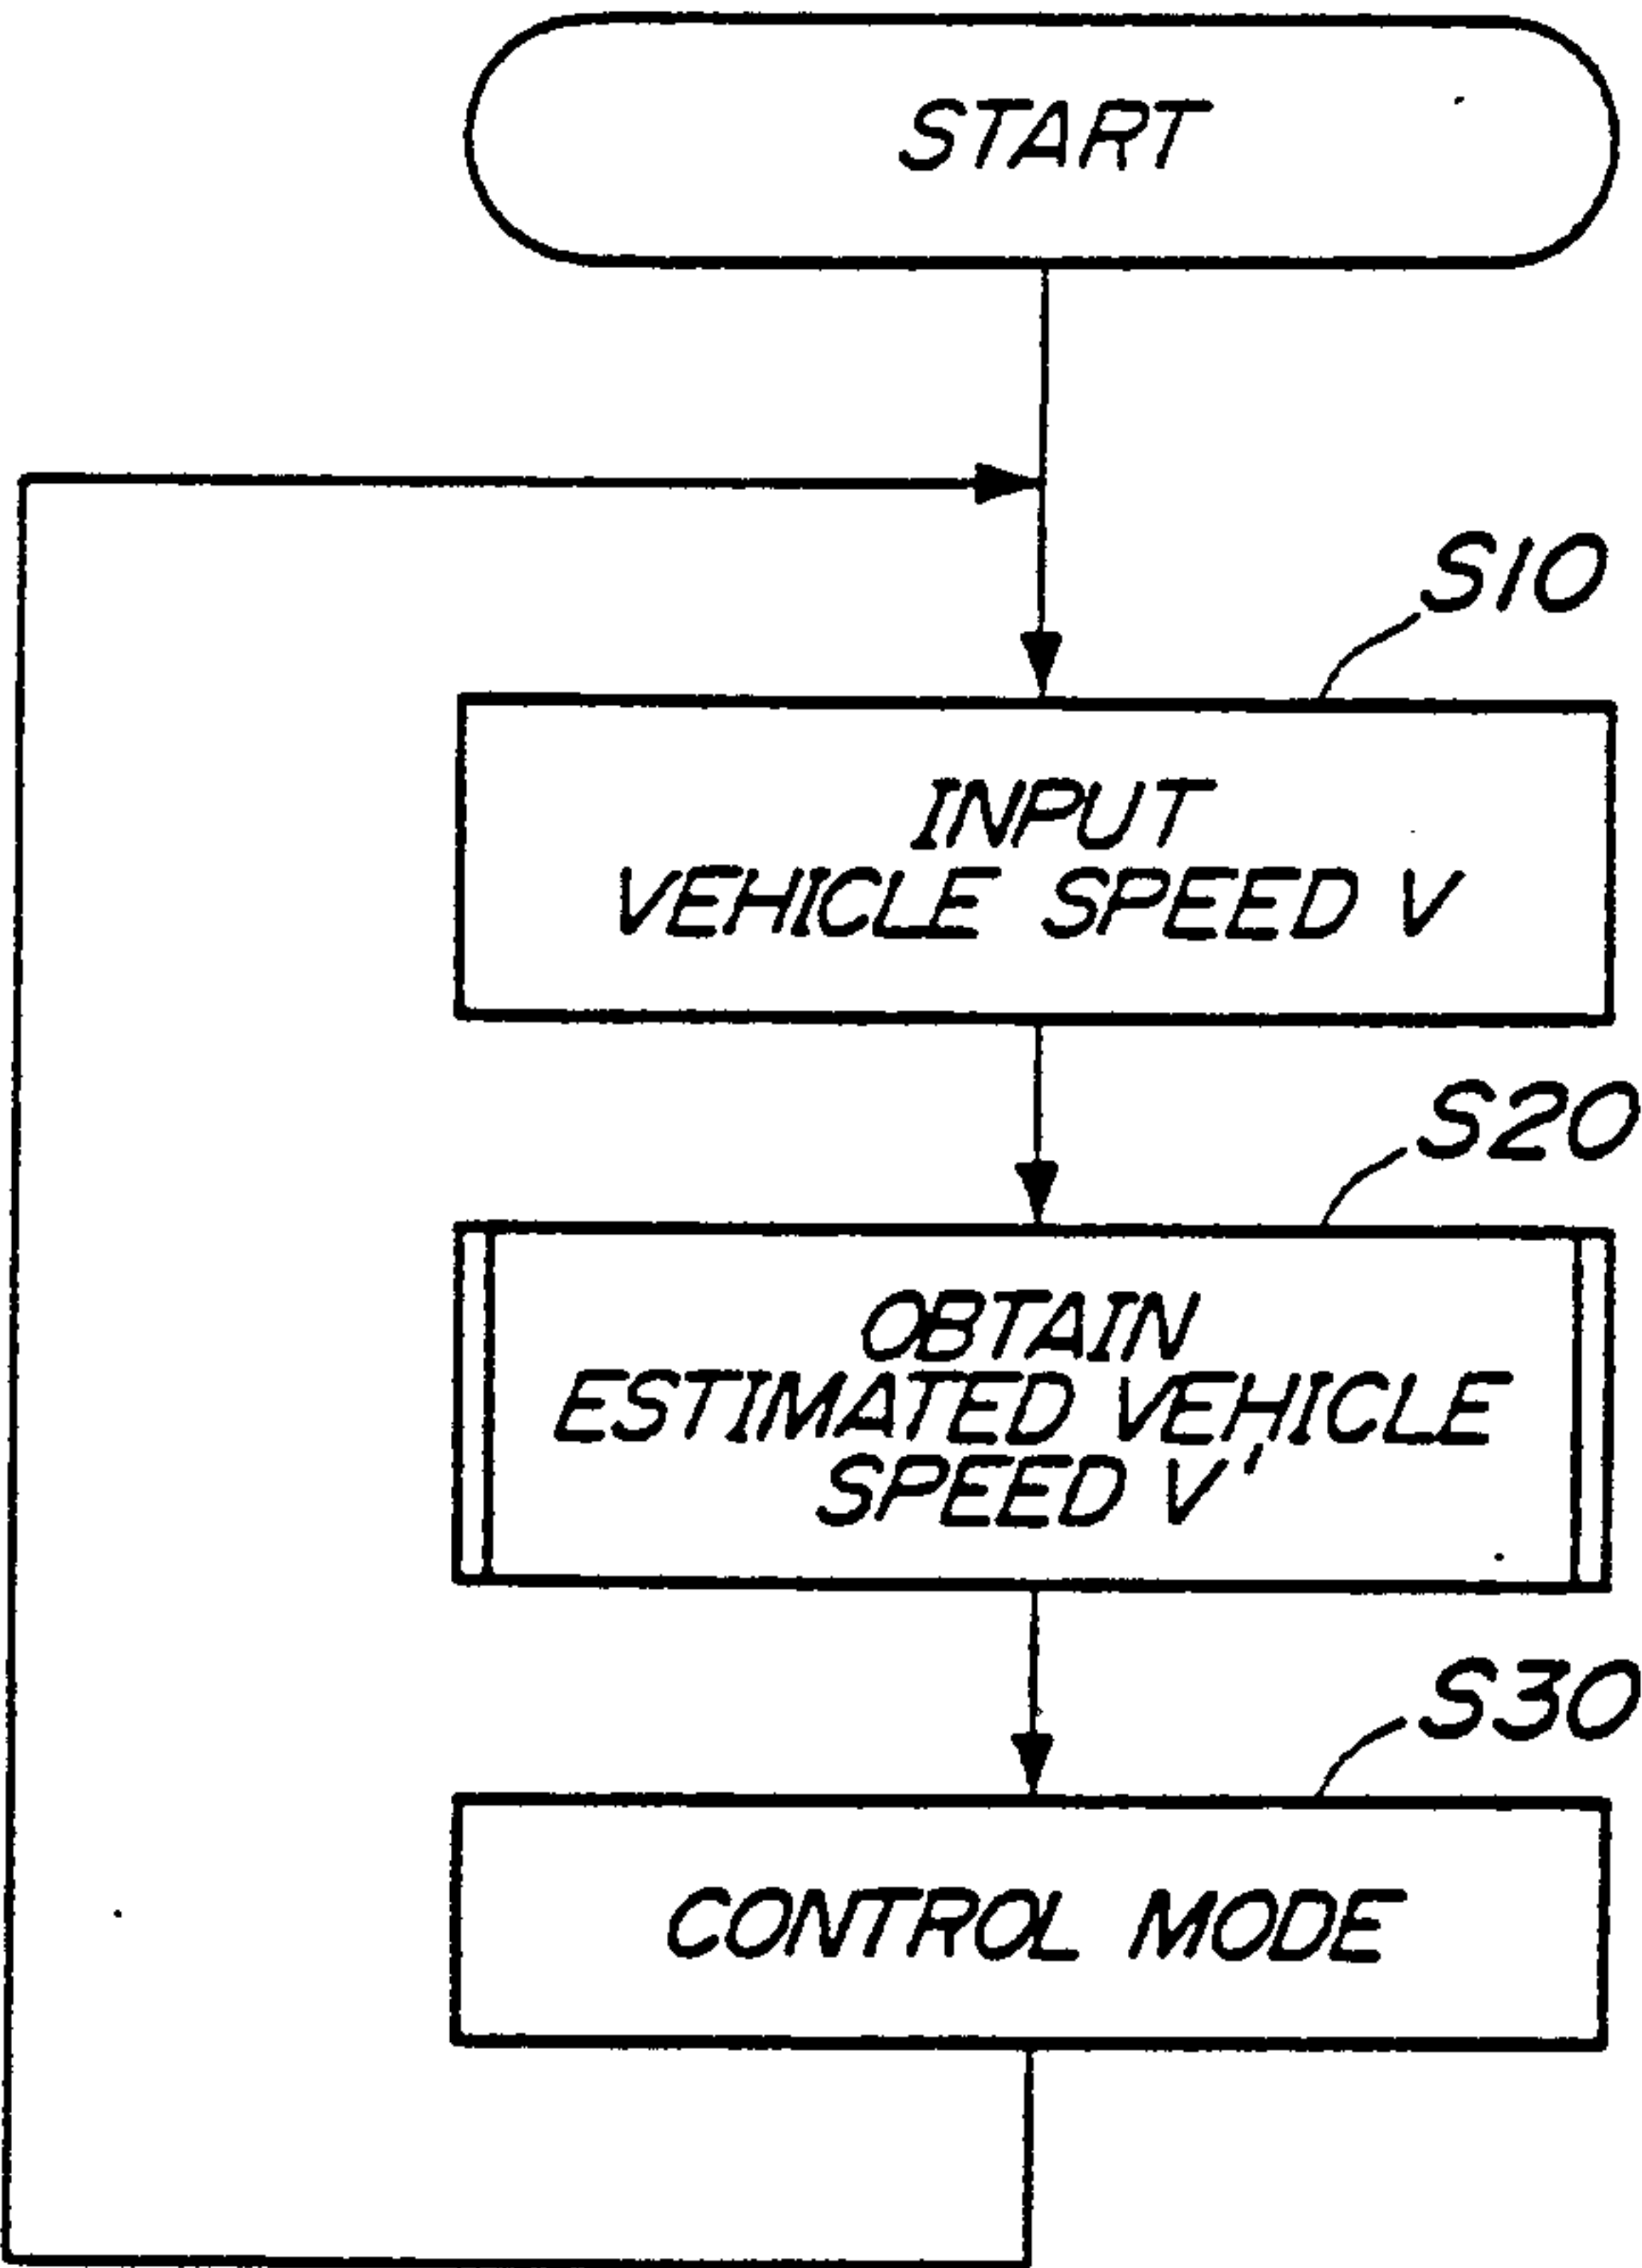 START
S10
INPUT
VEHICLE SPEED V
S20
OBTAIN
ESTIMATED VEHICLE
SPEED V'
S30
CONTROL MODE